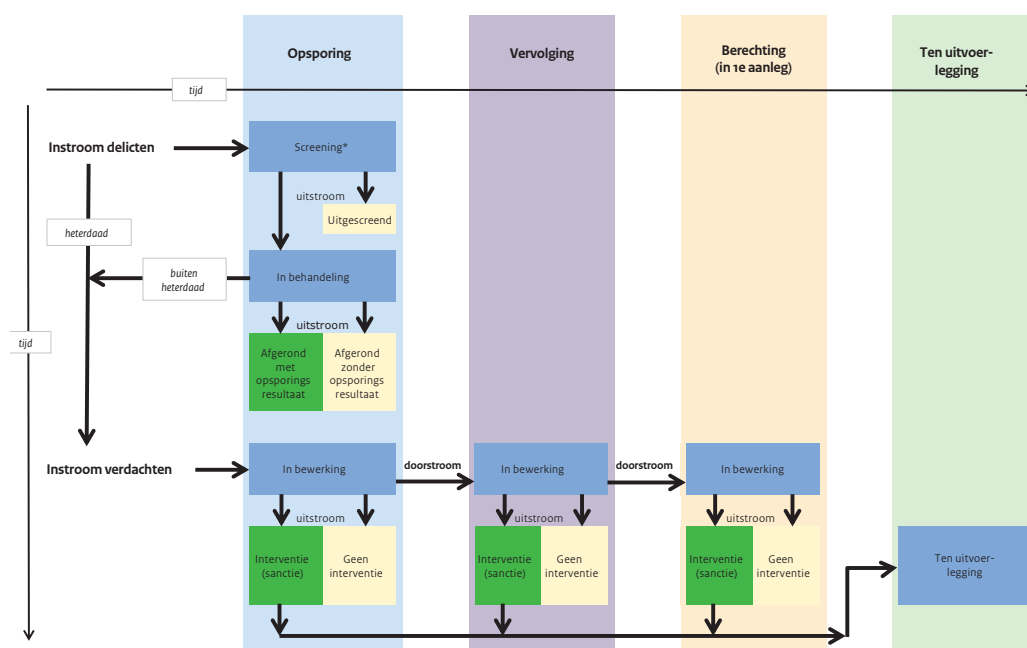 Opsporing
Vervolging
Berechting
(in 1e aanleg)
Ten uitvoer-
legging
tijd
Instroom delicten
Screening*
uitstroom
Uitgescreend
heterdaad
buiten
heterdaad
In behandeling
uitstroom
tijd
Afgerond
met
opsporings
resultaat
Afgerond
zonder
opsporings
resultaat
Instroom verdachten
In bewerking
doorstroom
In bewerking
doorstroom
In bewerking
uitstroom
uitstroom
uitstroom
Interventie
(sanctie)
Geen
interventie
Interventie
(sanctie)
Geen
interventie
Interventie
(sanctie)
Geen
interventie
Ten uitvoer-
legging